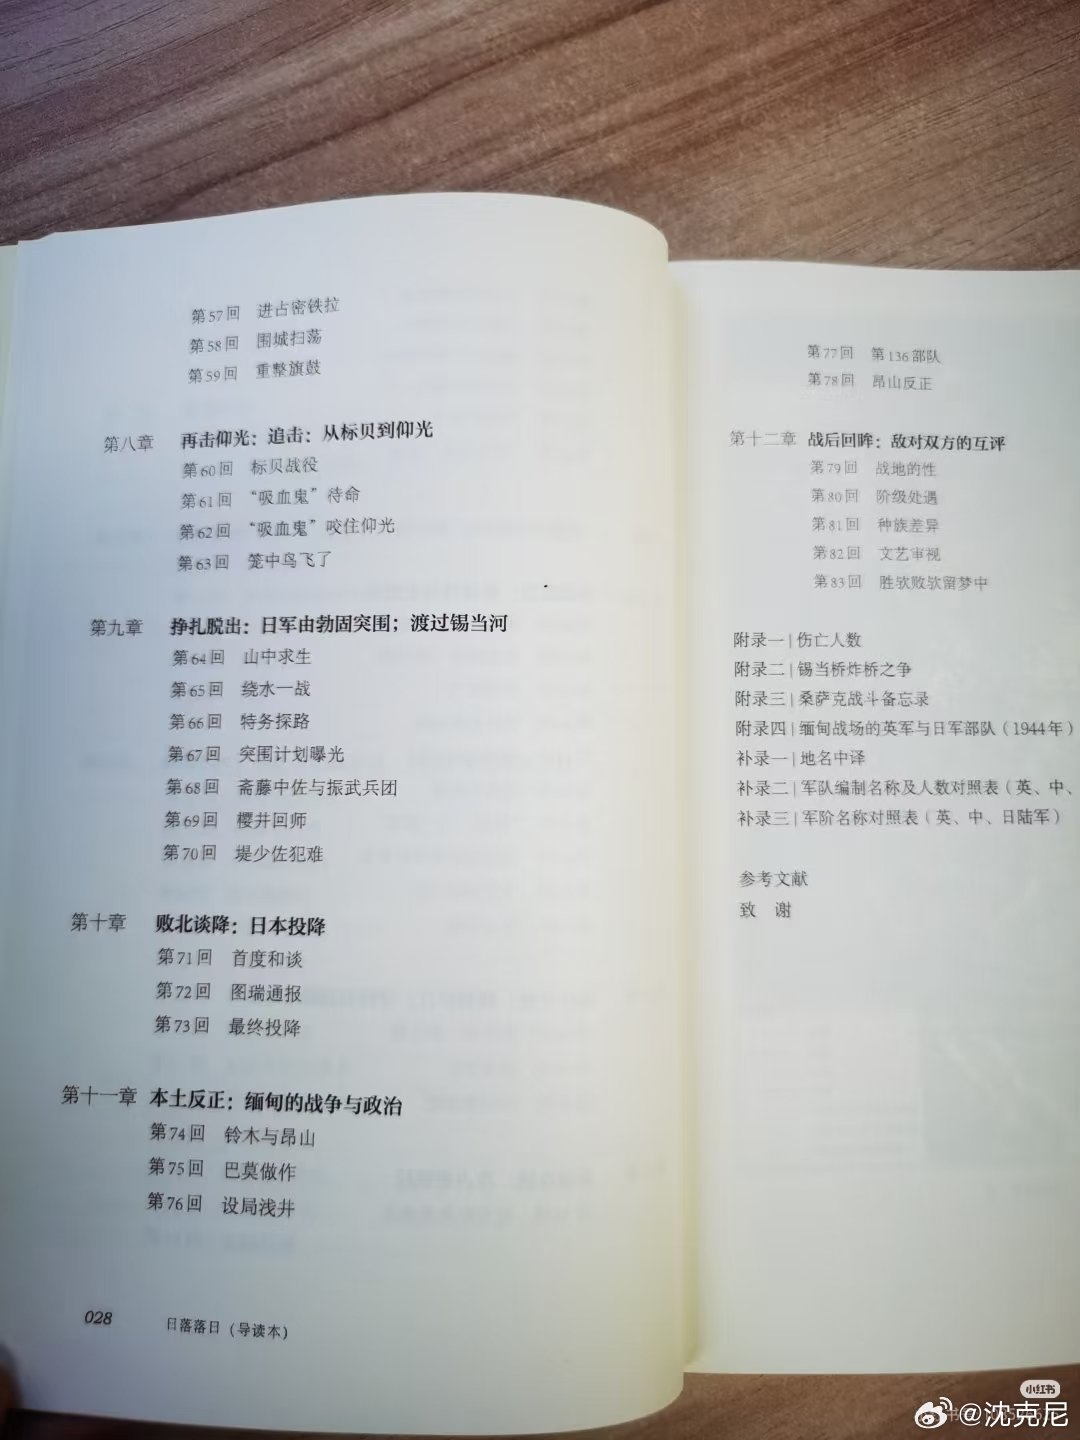 第57回 进占密铁拉
第58回 围城扫荡
第59回 重整旗鼓
第八章 再击仰光：追击：从标贝到仰光
第60回 标贝战役
第61回 “吸血鬼”待命
第62回 “吸血鬼”咬住仰光
第63回 笼中鸟飞了
第九章 挣扎脱出：日军由勃固突围；渡过锡当河
第64回 山中求生
第65回 绕水一战
第66回 特务探路
第67回 突围计划曝光
第68回 斋藤中佐与振武兵团
第69回 樱井回师
第70回 堤少佐犯难
第十章 败北谈降：日本投降
第71回 首度和谈
第72回 图瑞通报
第73回 最终投降
第十一章 本土反正：缅甸的战争与政治
第74回 铃木与昂山
第75回 巴莫做作
第76回 设局浅井
028 日落落日（导读本）
第77回 第136部队
第78回 昂山反正
第十二章 战后回眸：敌对双方的互评
第79回 战地的性
第80回 阶级处遇
第81回 种族差异
第82回 文艺审视
第83回 胜欤败欤留梦中
附录一|伤亡人数
附录二|锡当桥炸桥之争
附录三|桑萨克战斗备忘录
附录四|缅甸战场的英军与日军部队（1944年）
补录一|地名中译
补录二|军队编制名称及人数对照表（英、中、
补录三|军阶名称对照表（英、中、日陆军）
参考文献
致 谢
小红书
@沈克尼